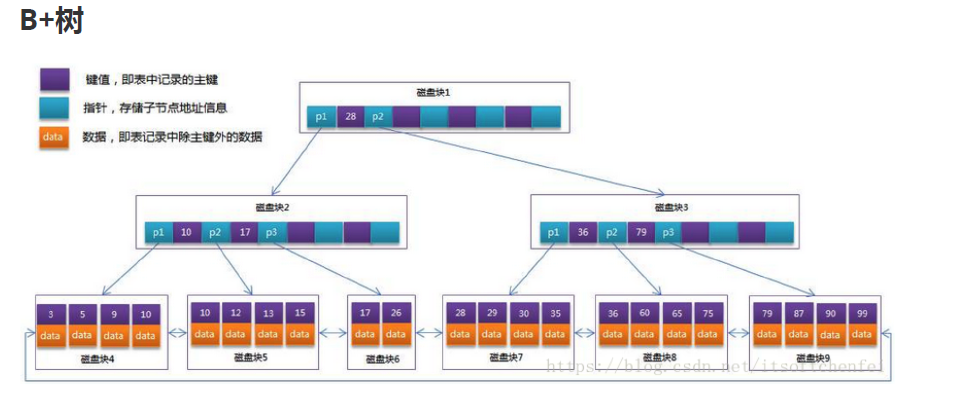 B+树
键值，即表中记录的主键
指针，存储子节点地址信息
data 数据，即表记录中除主键外的数据
磁盘块1
p1 28 p2
磁盘块2
p1 10 p2 17 p3
磁盘块3
p1 36 p2 79 p3
3 5 9 10
data data data data
磁盘块4
10 12 13 15
data data data data
磁盘块5
17 26
data data
磁盘块6
28 29 30 35
data data data data
磁盘块7
36 60 65 75
data data data data
磁盘块8
79 87 90 99
data data data data
磁盘块9
https://blog.csdn.net/itsoftchenfei